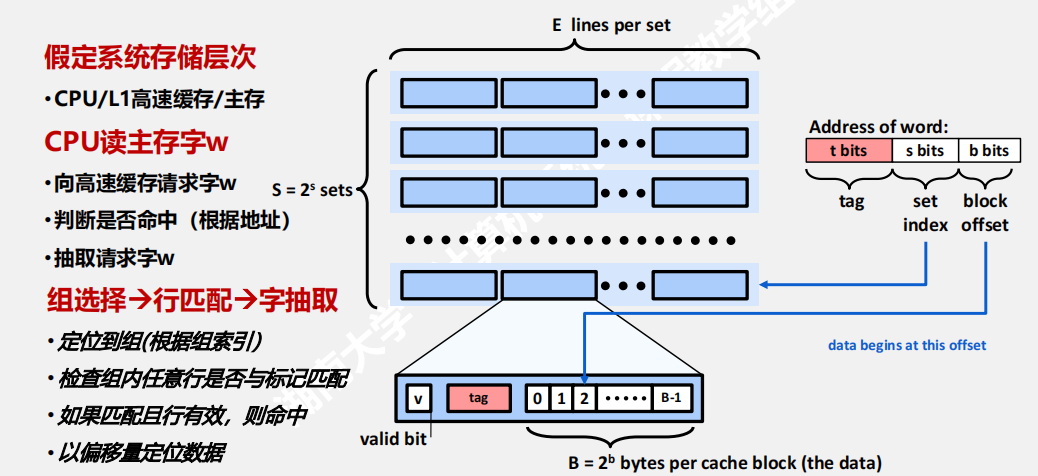 假定系统存储层次
•CPU/L1高速缓存/主存
CPU读主存字w
•向高速缓存请求字w
•判断是否命中（根据地址）
•抽取请求字w
组选择→行匹配→字抽取
•定位到组(根据组索引)
•检查组内任意行是否与标记匹配
•如果匹配且行有效，则命中
•以偏移量定位数据
E lines per set
S = 2ˢ sets
Address of word:
t bits s bits b bits
tag set index block offset
data begins at this offset
v tag 0 1 2 ••••• B-1
valid bit
B = 2ᵇ bytes per cache block (the data)
湖南大学